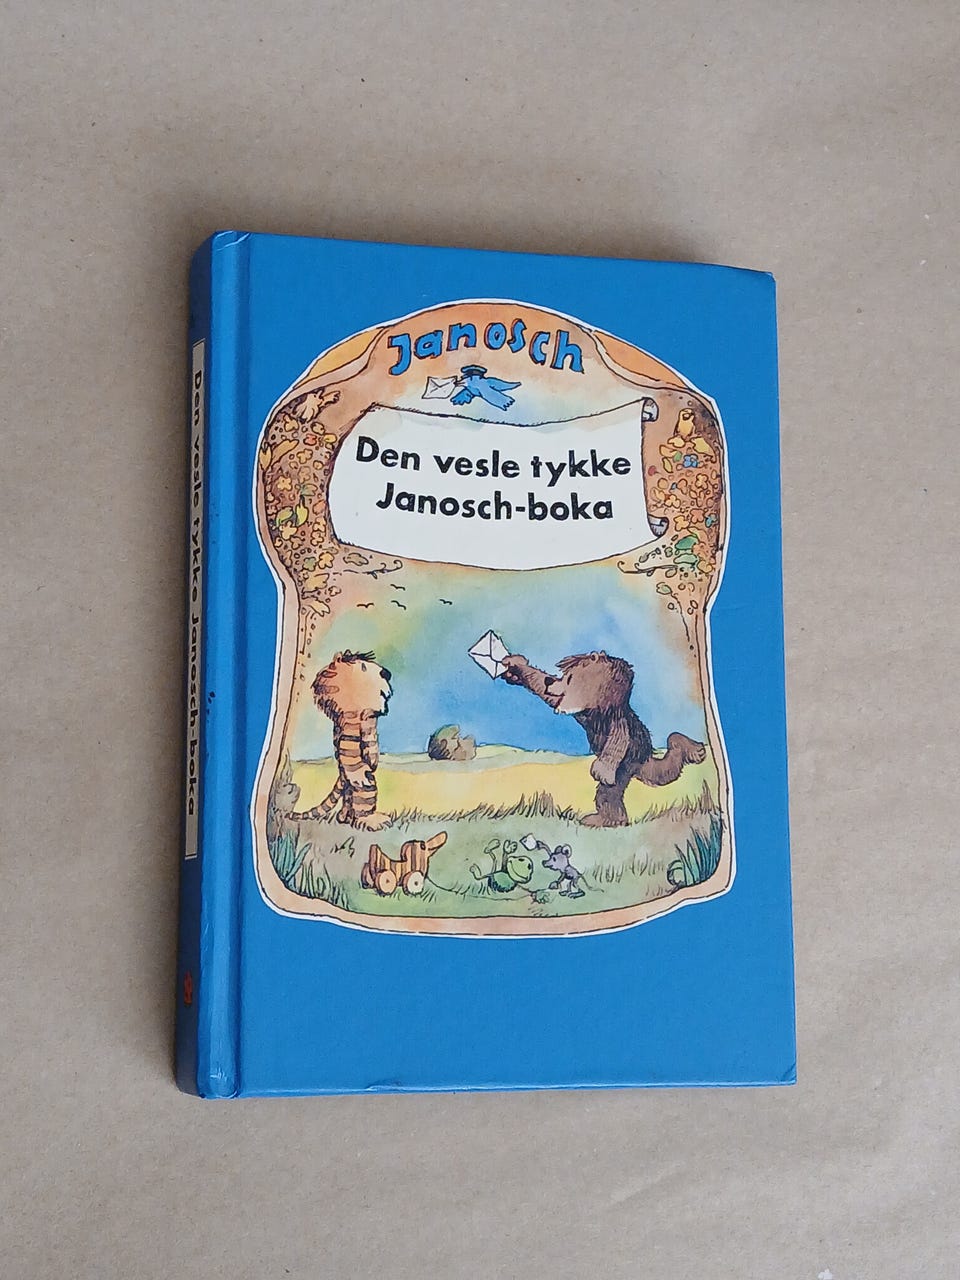 Janosch
Den vesle tykke
Janosch-boka
Den vesle tykke Janosch-boka